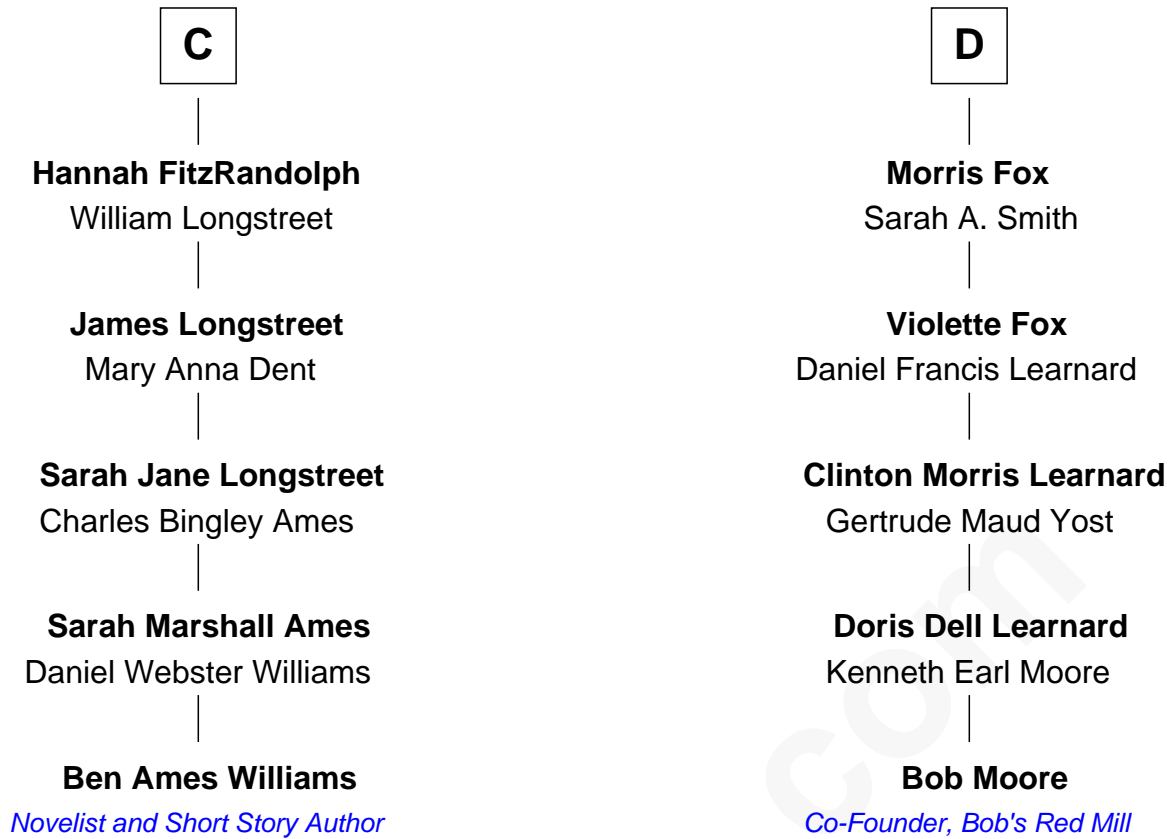 C
Hannah FitzRandolph
William Longstreet
James Longstreet
Mary Anna Dent
Sarah Jane Longstreet
Charles Bingley Ames
Sarah Marshall Ames
Daniel Webster Williams
Ben Ames Williams
Novelist and Short Story Author
D
Morris Fox
Sarah A. Smith
Violette Fox
Daniel Francis Learnard
Clinton Morris Learnard
Gertrude Maud Yost
Doris Dell Learnard
Kenneth Earl Moore
Bob Moore
Co-Founder, Bob's Red Mill
com